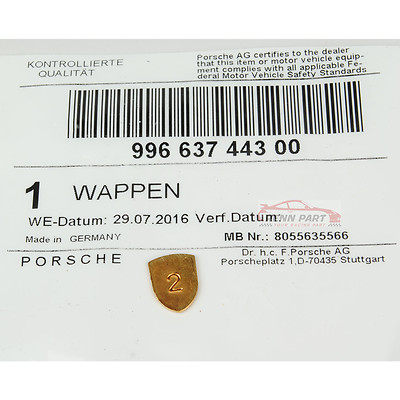 KONTROLLIERTE
QUALITÄT
Porsche AG certifies to the dealer
that this item or motor vehicle equip-
ment complies with all applicable Fe-
deral Motor Vehicle Safety Standards
996 637 443 00
1 WAPPEN
WE-Datum: 29.07.2016 Verf.Datum:
PENN PART
Made in GERMANY
MB Nr.: 8055635566
PORSCHE
Dr. h.c. F.Porsche AG
Porscheplatz 1,D-70435 Stuttgart
2